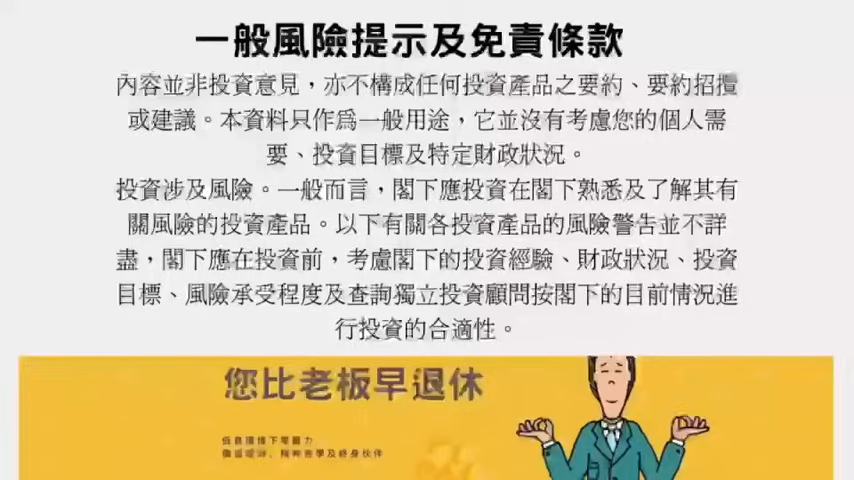 一般風險提示及免責條款
內容並非投資意見，亦不構成任何投資產品之要約、要約招攬
或建議。本資料只作為一般用途，它並沒有考慮您的個人需
要、投資目標及特定財政狀況。
投資涉及風險。一般而言，閣下應投資在閣下熟悉及了解其有
關風險的投資產品。以下有關各投資產品的風險警告並不詳
盡，閣下應在投資前，考慮閣下的投資經驗、財政狀況、投資
目標、風險承受程度及查詢獨立投資顧問按閣下的目前情況進
行投資的合適性。
您比老板早退休